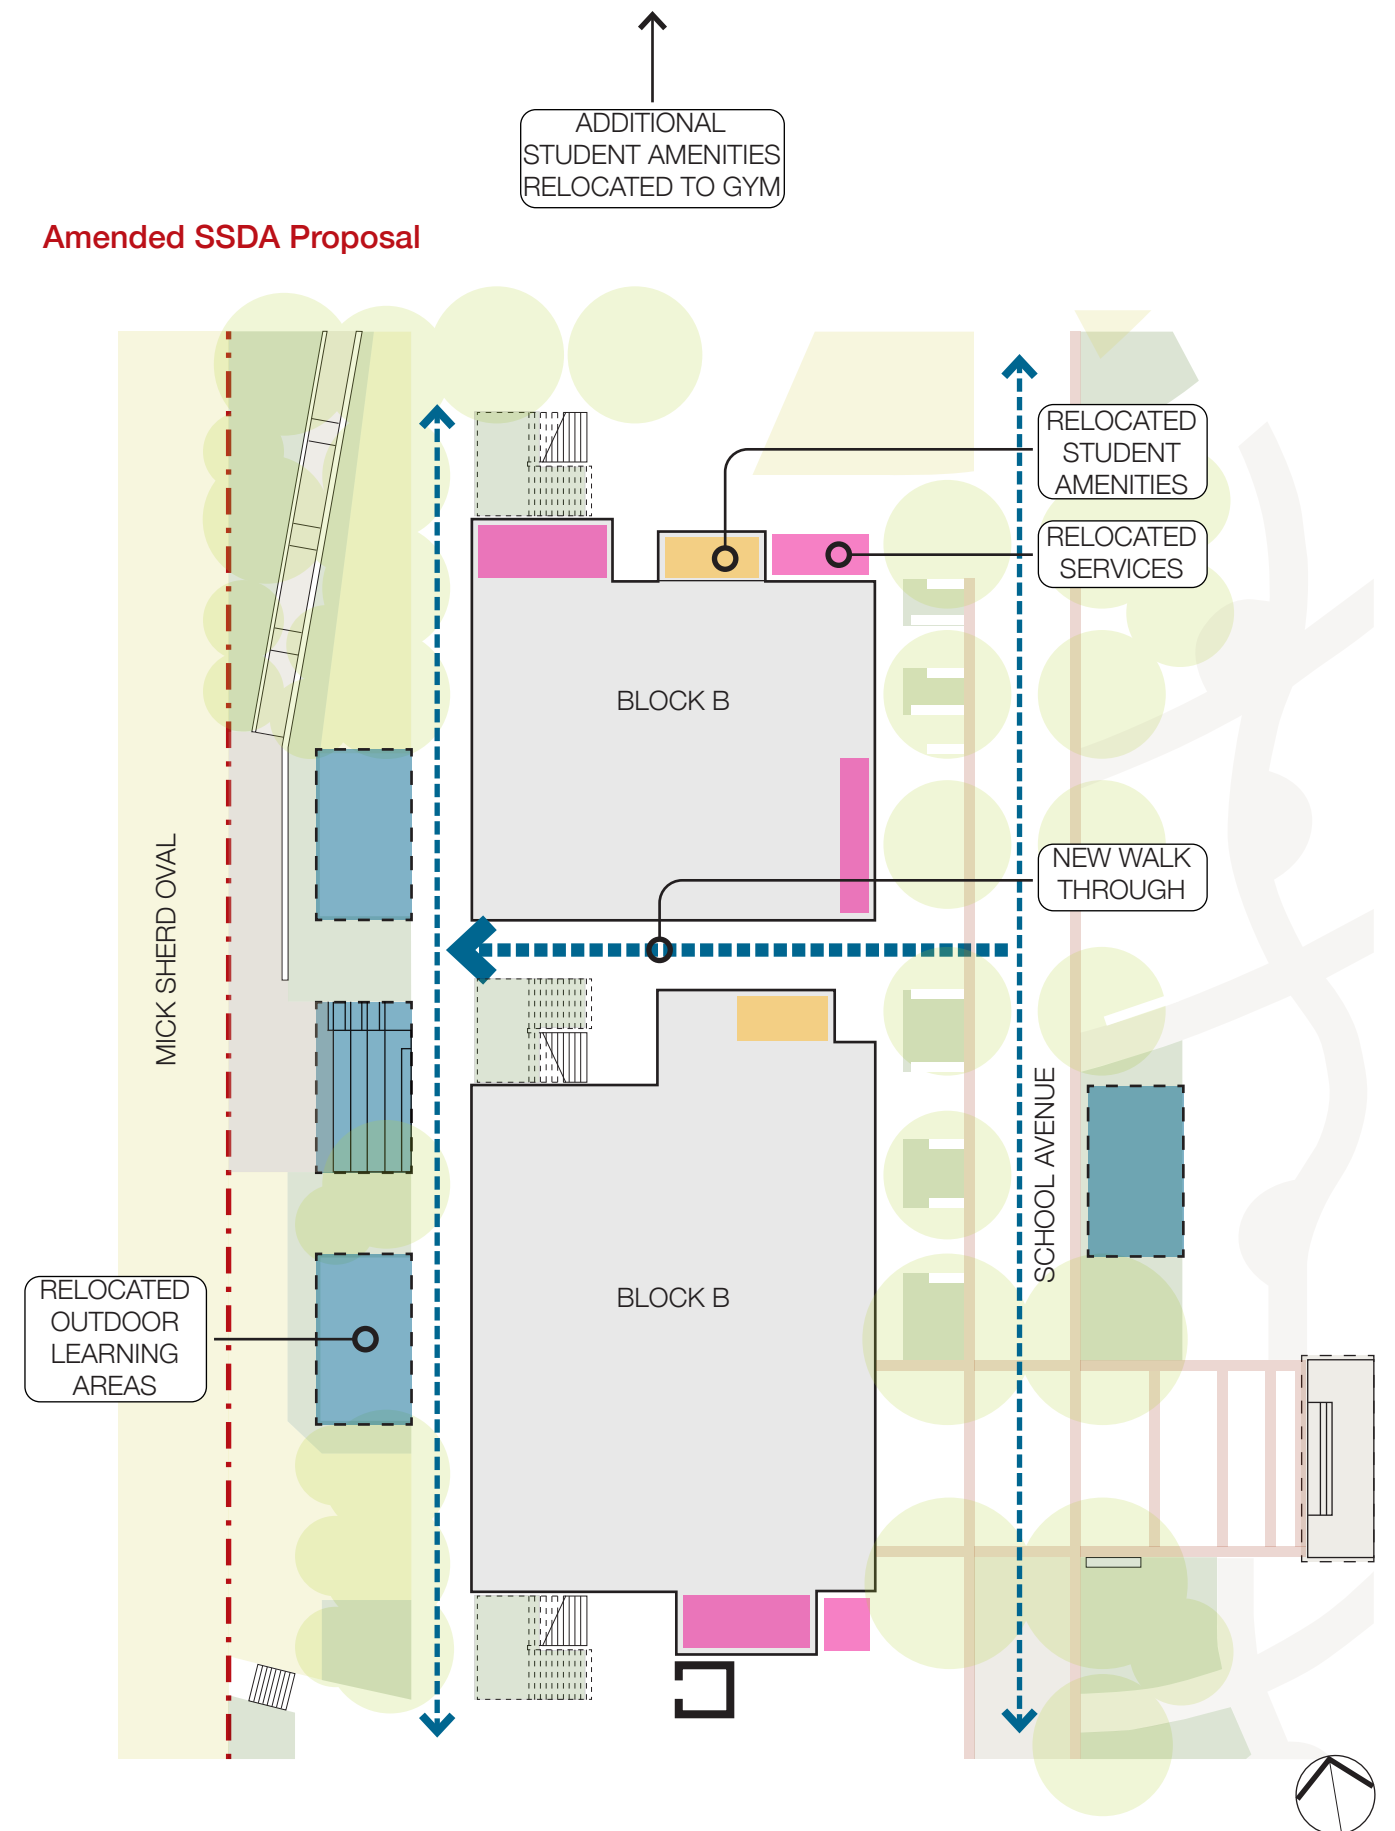 ADDITIONAL
STUDENT AMENITIES
RELOCATED TO GYM
Amended SSDA Proposal
RELOCATED
STUDENT
AMENITIES
RELOCATED
SERVICES
BLOCK B
NEW WALK
THROUGH
MICK SHERD OVAL
SCHOOL AVENUE
RELOCATED
OUTDOOR
LEARNING
AREAS
BLOCK B